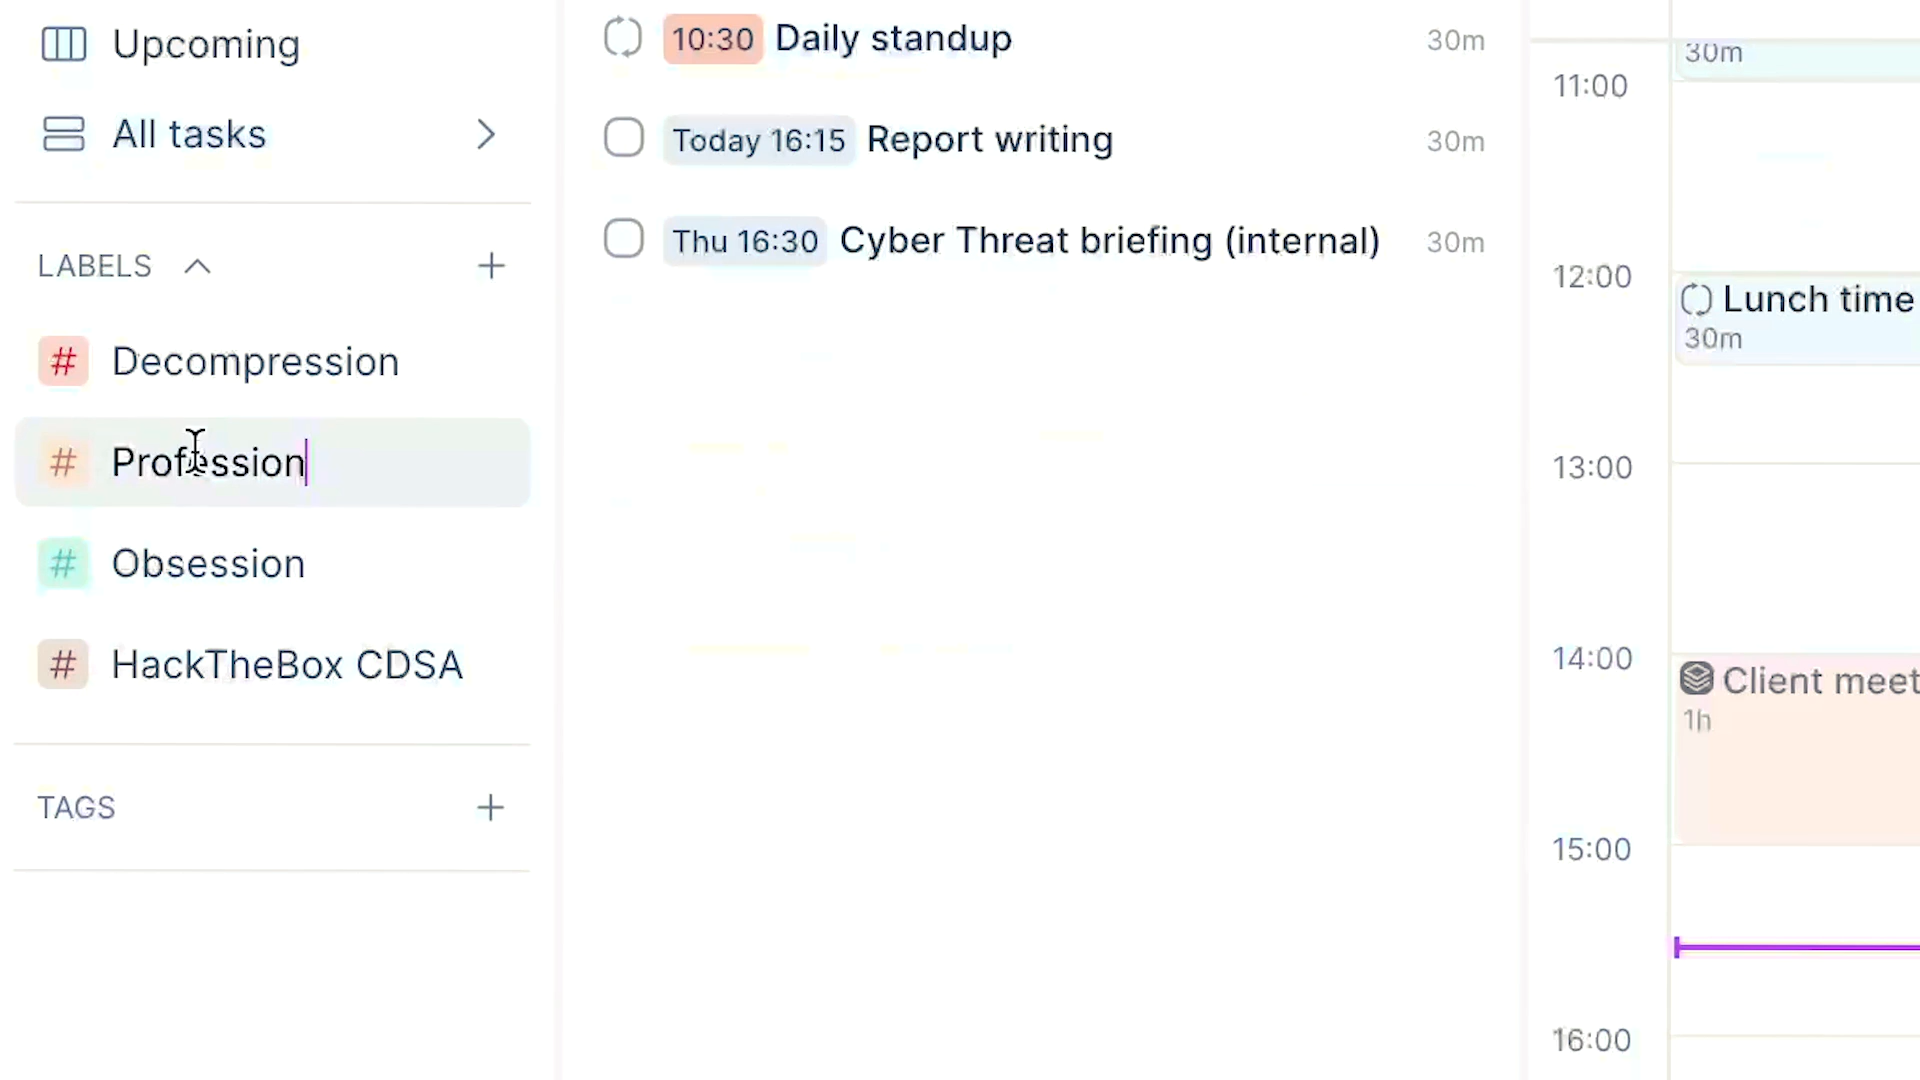 Upcoming
All tasks
LABELS
# Decompression
# Profession
# Obsession
# HackTheBox CDSA
TAGS
10:30 Daily standup 30m
Today 16:15 Report writing 30m
Thu 16:30 Cyber Threat briefing (internal) 30m
30m
11:00
12:00
Lunch time
30m
13:00
14:00
Client meet
1h
15:00
16:00